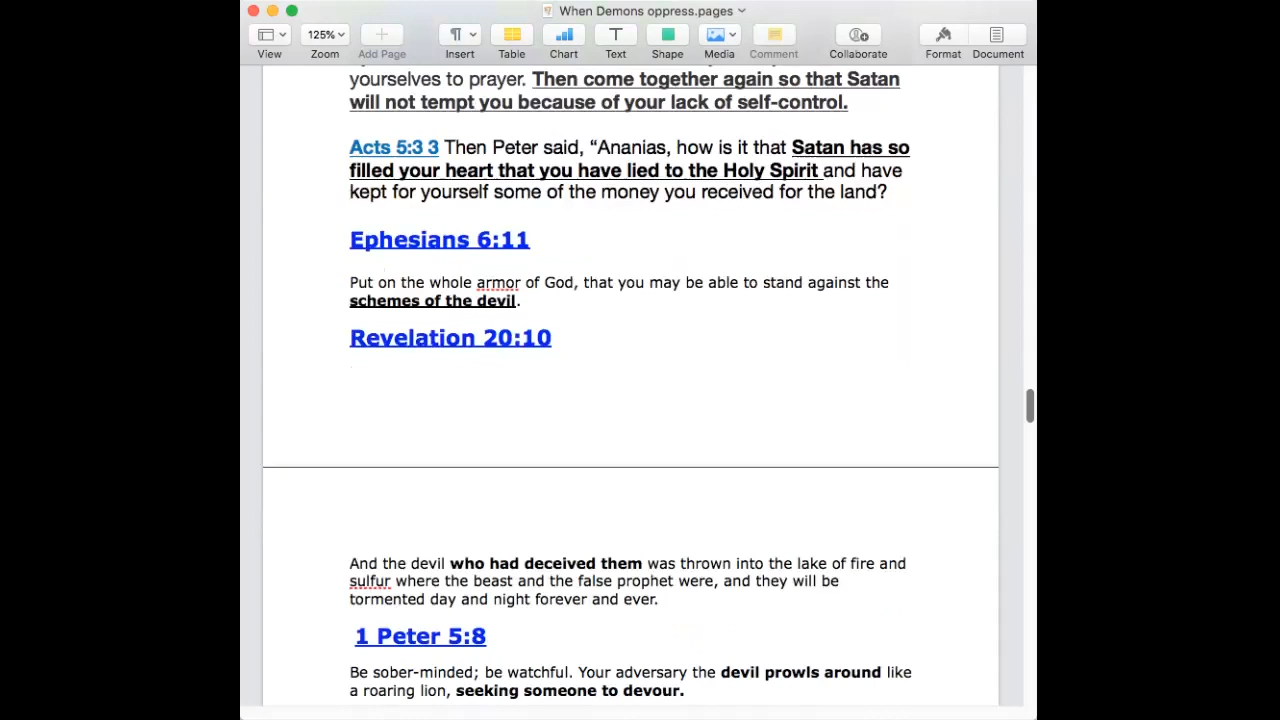 When Demons oppress.pages
125%
View Zoom Add Page Insert Table Chart Text Shape Media Comment Collaborate Format Document
yourselves to prayer. Then come together again so that Satan
will not tempt you because of your lack of self-control.
Acts 5:3 3 Then Peter said, “Ananias, how is it that Satan has so
filled your heart that you have lied to the Holy Spirit and have
kept for yourself some of the money you received for the land?
Ephesians 6:11
Put on the whole armor of God, that you may be able to stand against the
schemes of the devil.
Revelation 20:10
And the devil who had deceived them was thrown into the lake of fire and
sulfur where the beast and the false prophet were, and they will be
tormented day and night forever and ever.
1 Peter 5:8
Be sober-minded; be watchful. Your adversary the devil prowls around like
a roaring lion, seeking someone to devour.